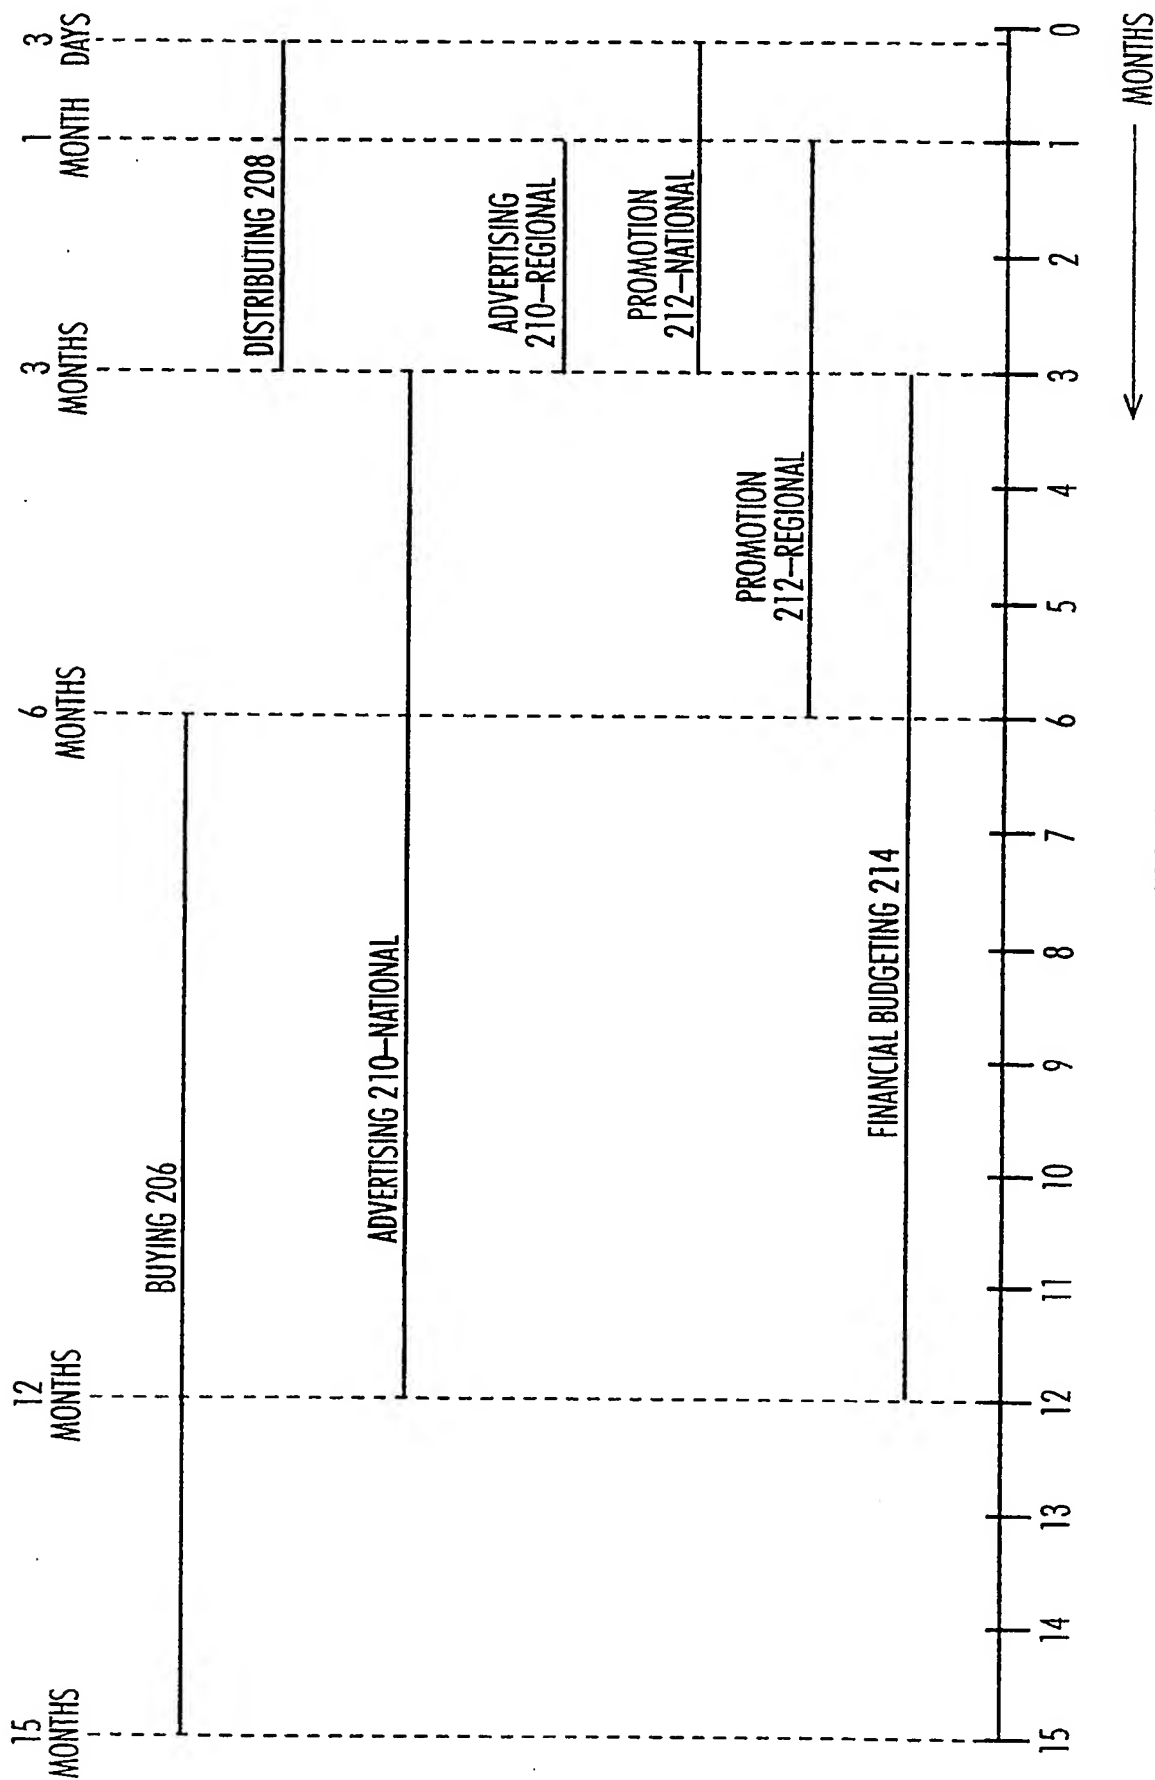 15
MONTHS
12
MONTHS
6
MONTHS
3
MONTHS
1
MONTH
3
DAYS
BUYING 206
DISTRIBUTING 208
ADVERTISING 210–NATIONAL
ADVERTISING
210–REGIONAL
PROMOTION
212–NATIONAL
PROMOTION
212–REGIONAL
FINANCIAL BUDGETING 214
15 14 13 12 11 10 9 8 7 6 5 4 3 2 1 0
MONTHS